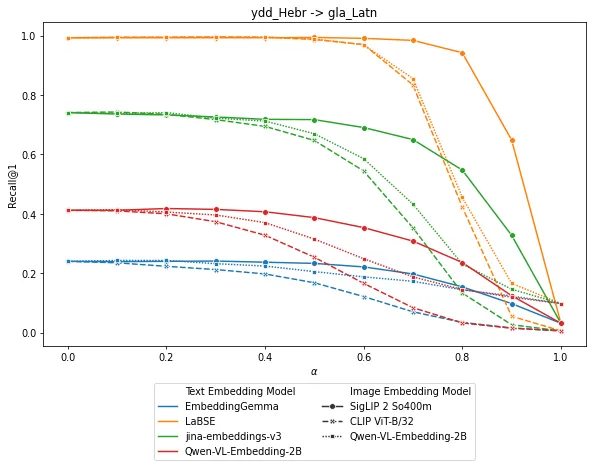 ydd_Hebr -> gla_Latn
1.0
0.8
0.6
0.4
0.2
0.0
Recall@1
0.0 0.2 0.4 0.6 0.8 1.0
α
Text Embedding Model Image Embedding Model
EmbeddingGemma SigLIP 2 So400m
LaBSE CLIP ViT-B/32
jina-embeddings-v3 Qwen-VL-Embedding-2B
Qwen-VL-Embedding-2B